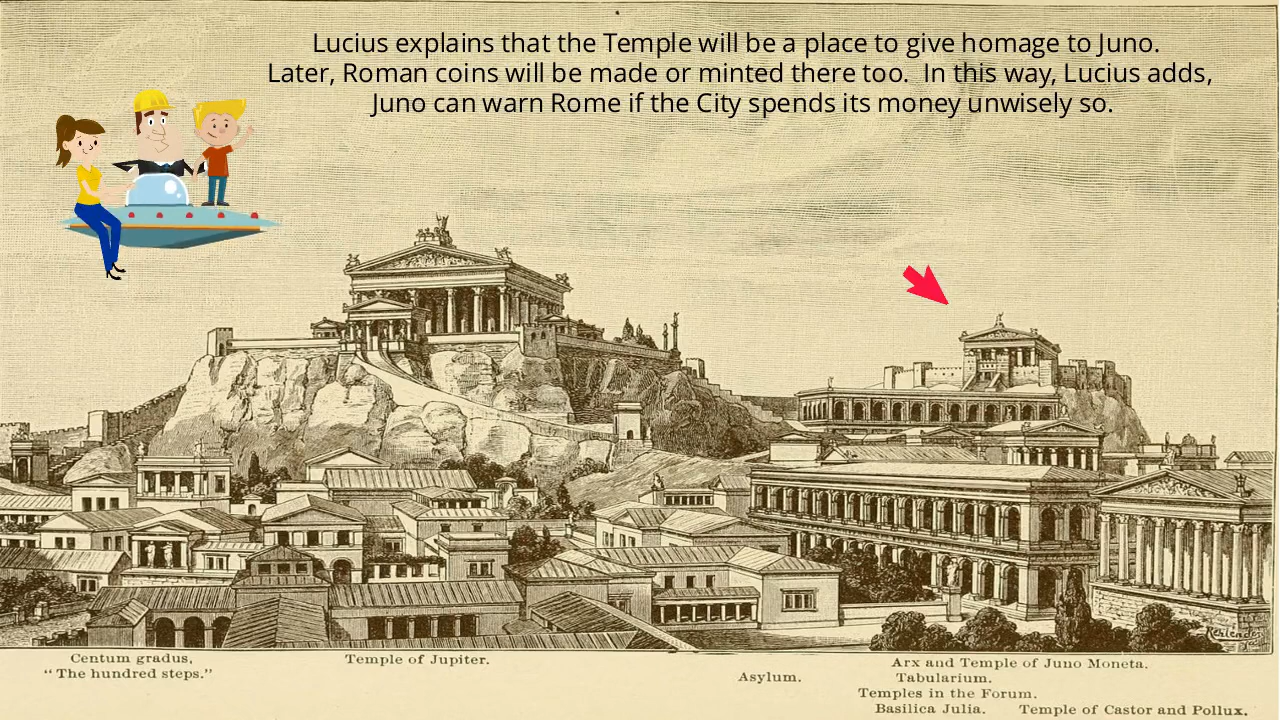 Lucius explains that the Temple will be a place to give homage to Juno.
Later, Roman coins will be made or minted there too.  In this way, Lucius adds,
Juno can warn Rome if the City spends its money unwisely so.
Centum gradus,
"The hundred steps."
Temple of Jupiter.
Asylum.
Arx and Temple of Juno Moneta.
Tabularium.
Temples in the Forum.
Basilica Julia.
Temple of Castor and Pollux.